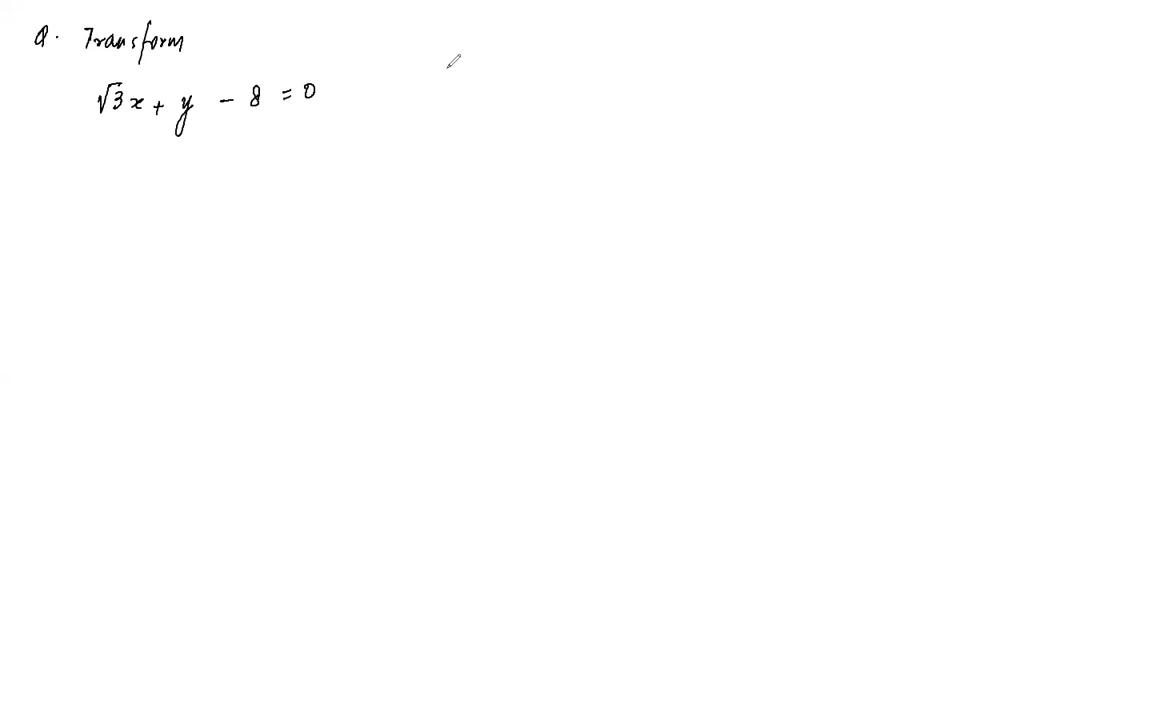 Q. Transform
√3x + y - 8 = 0